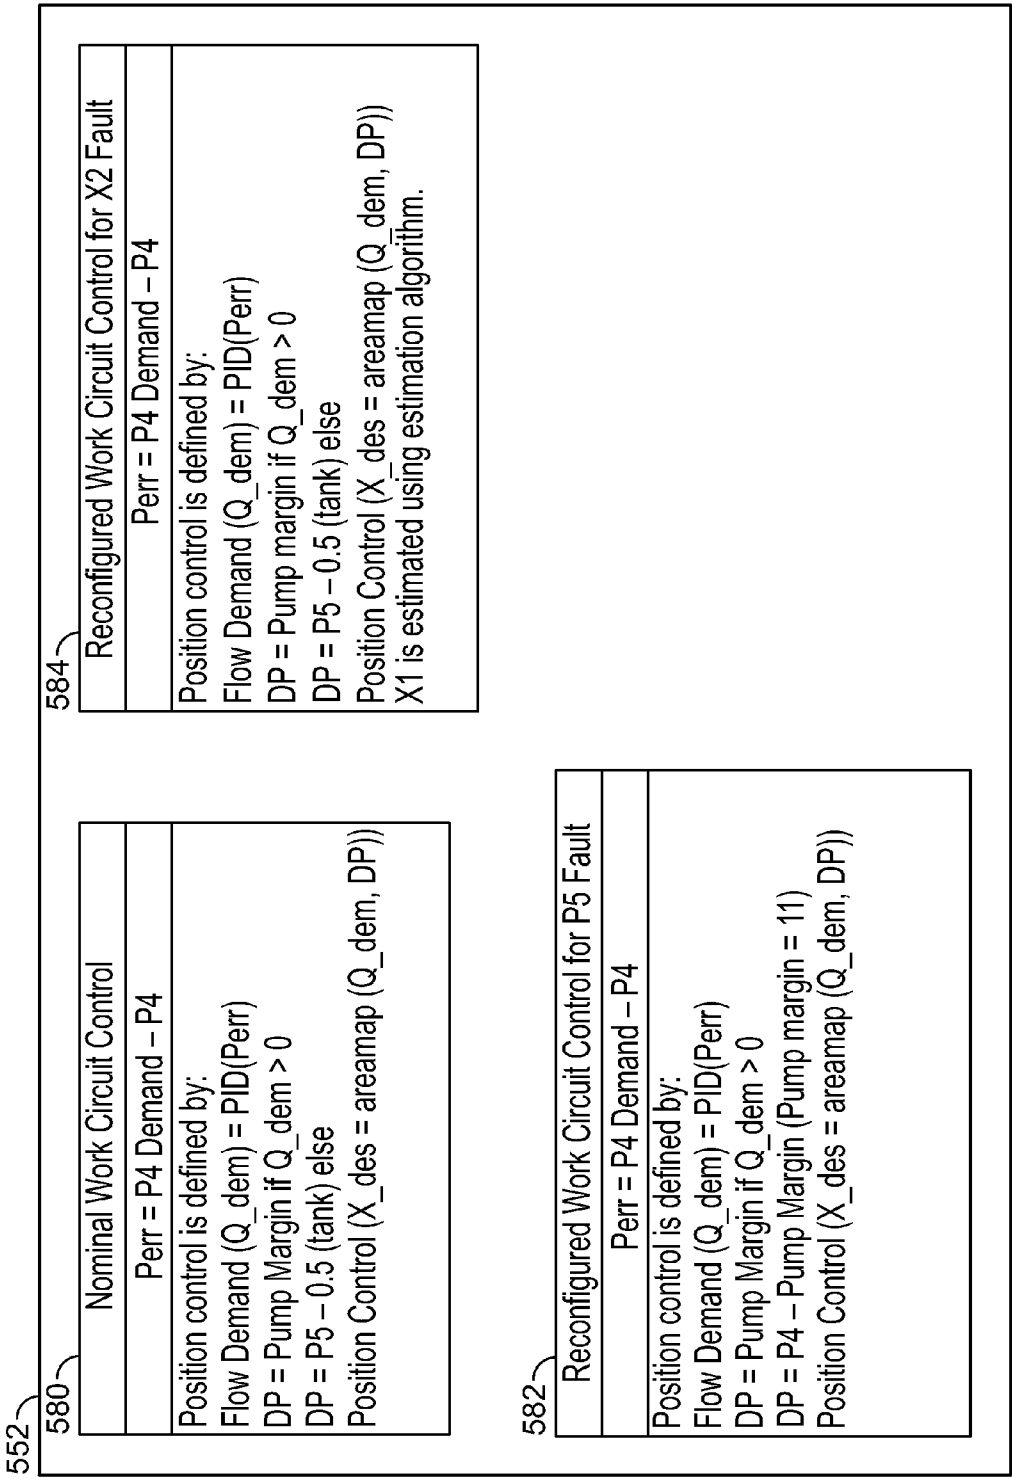 552
580
Nominal Work Circuit Control
Perr = P4 Demand – P4
Position control is defined by:
Flow Demand (Q_dem) = PID(Perr)
DP = Pump Margin if Q_dem > 0
DP = P5 – 0.5 (tank) else
Position Control (X_des = areamap (Q_dem, DP))
584
Reconfigured Work Circuit Control for X2 Fault
Perr = P4 Demand – P4
Position control is defined by:
Flow Demand (Q_dem) = PID(Perr)
DP = Pump margin if Q_dem > 0
DP = P5 – 0.5 (tank) else
Position Control (X_des = areamap (Q_dem, DP))
X1 is estimated using estimation algorithm.
582
Reconfigured Work Circuit Control for P5 Fault
Perr = P4 Demand – P4
Position control is defined by:
Flow Demand (Q_dem) = PID(Perr)
DP = Pump Margin if Q_dem > 0
DP = P4 – Pump Margin (Pump margin = 11)
Position Control (X_des = areamap (Q_dem, DP))